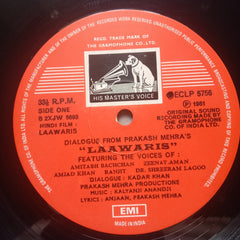 REGD. TRADE MARK OF
THE GRAMOPHONE CO. LTD.
HIS MASTER'S VOICE
33⅓ R.P.M.
SIDE ONE
B 2XJW 5693
HINDI FILM :
LAAWARIS
ECLP 5756
℗ 1981
ORIGINAL SOUND
RECORDING MADE BY
THE GRAMOPHONE
CO. OF INDIA LTD.
DIALOGUE FROM PRAKASH MEHRA'S
"LAAWARIS"
FEATURING THE VOICES OF :
AMITABH BACHCHAN ZEENAT AMAN
AMJAD KHAN RANJIT DR. SHREERAM LAGOO
DIALOGUE : KADAR KHAN
PRAKASH MEHRA PRODUCTIONS
MUSIC : KALYANJI ANANDJI
LYRICS : ANJAAN, PRAKASH MEHRA
EMI
MADE IN INDIA